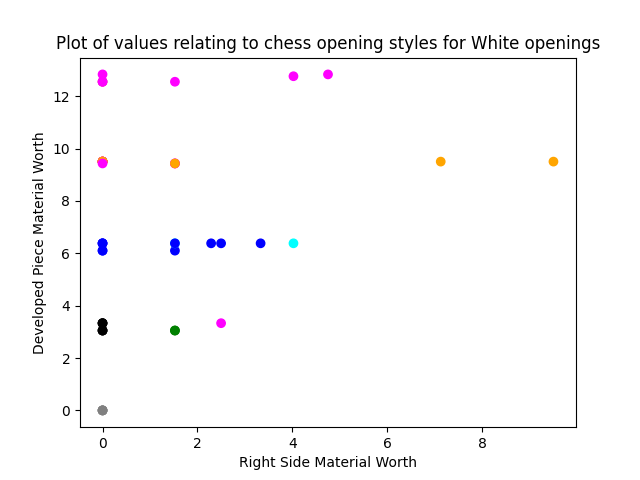 Plot of values relating to chess opening styles for White openings
Developed Piece Material Worth
12
10
8
6
4
2
0
0 2 4 6 8
Right Side Material Worth